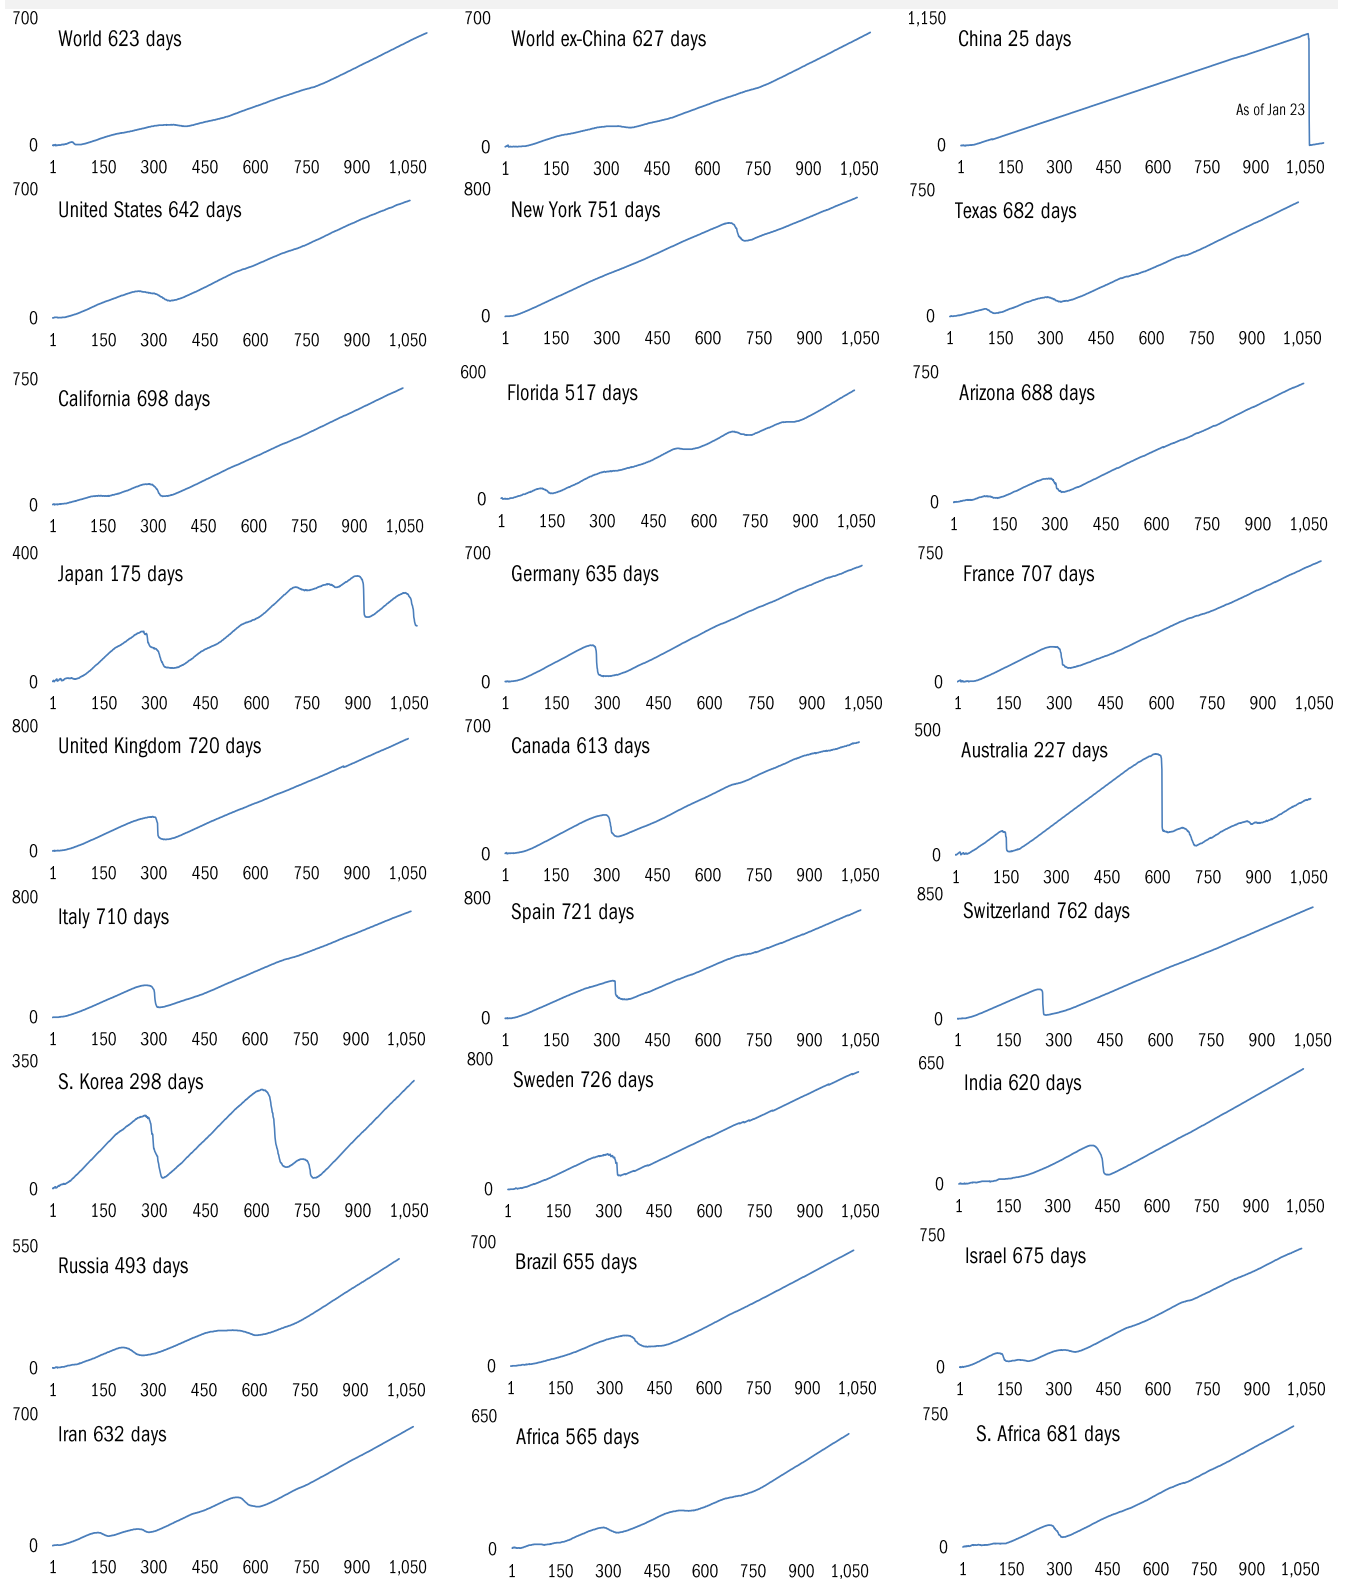 700 700 1,150
World 623 days World ex-China 627 days China 25 days
As of Jan 23
0 0 0
1 150 300 450 600 750 900 1,050 1 150 300 450 600 750 900 1,050 1 150 300 450 600 750 900 1,050
700 800 750
United States 642 days New York 751 days Texas 682 days
0 0 0
1 150 300 450 600 750 900 1,050 1 150 300 450 600 750 900 1,050 1 150 300 450 600 750 900 1,050
750 600 750
California 698 days Florida 517 days Arizona 688 days
0 0 0
1 150 300 450 600 750 900 1,050 1 150 300 450 600 750 900 1,050 1 150 300 450 600 750 900 1,050
400 700 750
Japan 175 days Germany 635 days France 707 days
0 0 0
1 150 300 450 600 750 900 1,050 1 150 300 450 600 750 900 1,050 1 150 300 450 600 750 900 1,050
800 700 500
United Kingdom 720 days Canada 613 days Australia 227 days
0 0 0
1 150 300 450 600 750 900 1,050 1 150 300 450 600 750 900 1,050 1 150 300 450 600 750 900 1,050
800 800 850
Italy 710 days Spain 721 days Switzerland 762 days
0 0 0
1 150 300 450 600 750 900 1,050 1 150 300 450 600 750 900 1,050 1 150 300 450 600 750 900 1,050
350 800 650
S. Korea 298 days Sweden 726 days India 620 days
0 0 0
1 150 300 450 600 750 900 1,050 1 150 300 450 600 750 900 1,050 1 150 300 450 600 750 900 1,050
550 700 750
Russia 493 days Brazil 655 days Israel 675 days
0 0 0
1 150 300 450 600 750 900 1,050 1 150 300 450 600 750 900 1,050 1 150 300 450 600 750 900 1,050
700 650 750
Iran 632 days Africa 565 days S. Africa 681 days
0 0 0
1 150 300 450 600 750 900 1,050 1 150 300 450 600 750 900 1,050 1 150 300 450 600 750 900 1,050